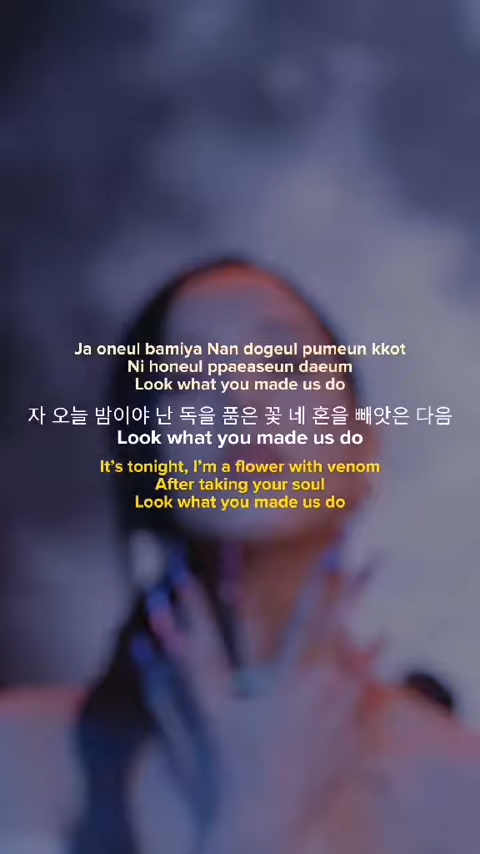 Ja oneul bamiya Nan dogeul pumeun kkot
Ni honeul ppaeaseun daeum
Look what you made us do
자 오늘 밤이야 난 독을 품은 꽃 네 혼을 빼앗은 다음
Look what you made us do
It's tonight, I'm a flower with venom
After taking your soul
Look what you made us do